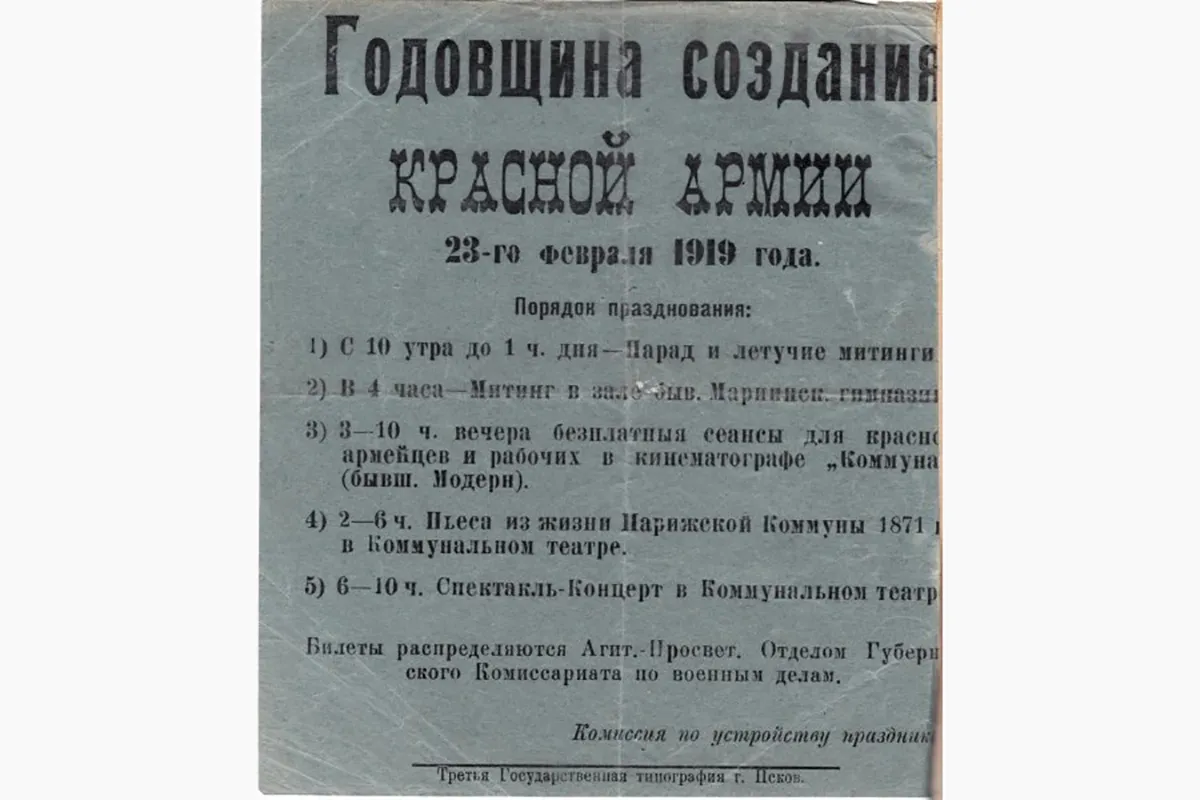 Годовщина создания
КРАСНОЙ АРМИИ
23-го февраля 1919 года.
Порядок празднования:
1) С 10 утра до 1 ч. дня—Парад и летучие митинги
2) В 4 часа—Митинг в зале быв. Мариинск. гимназии
3) 3—10 ч. вечера безплатныя сеансы для красно
армейцев и рабочих в кинематографе „Коммуна
(бывш. Модерн).
4) 2—6 ч. Пьеса из жизни Парижской Коммуны 1871
в Коммунальном театре.
5) 6—10 ч. Спектакль-Концерт в Коммунальном театр
Билеты распределяются Агит.-Просвет. Отделом Губерн
ского Комиссариата по военным делам.
Комиссия по устройству праздник
Третья Государственная типография г. Псков.